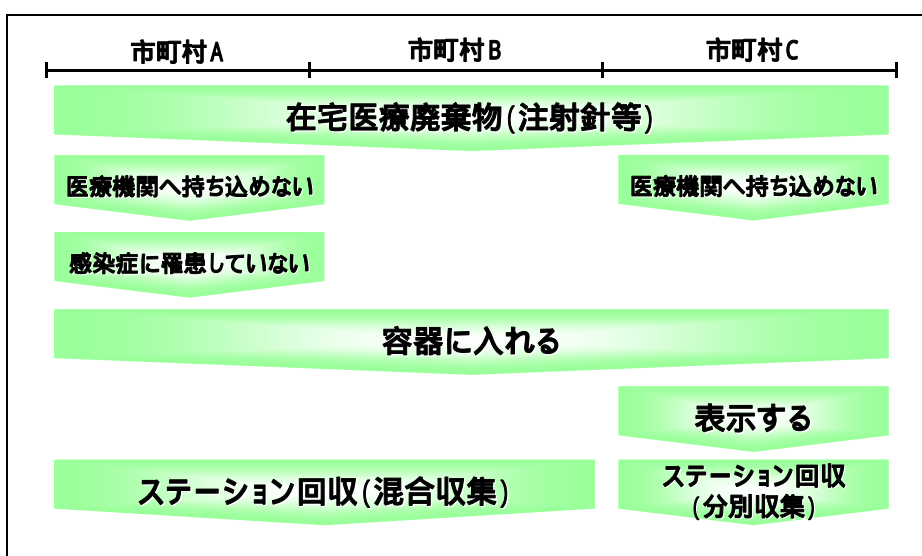 市町村A 市町村B 市町村C
在宅医療廃棄物(注射針等)
医療機関へ持ち込めない 医療機関へ持ち込めない
感染症に罹患していない
容器に入れる
表示する
ステーション回収(混合収集)
ステーション回収
(分別収集)